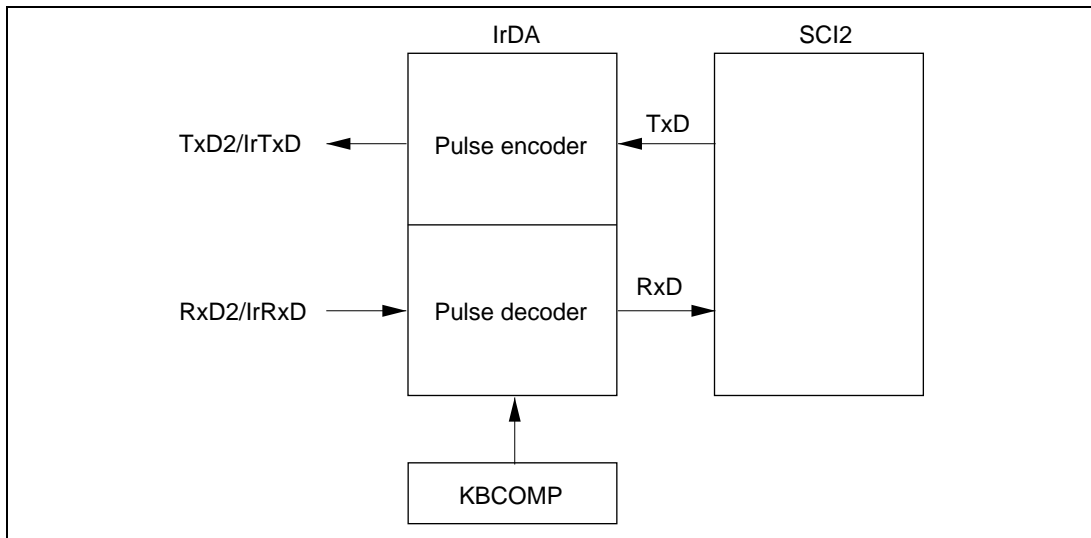 IrDA
SCI2
TxD2/IrTxD
Pulse encoder
TxD
RxD2/IrRxD
Pulse decoder
RxD
KBCOMP